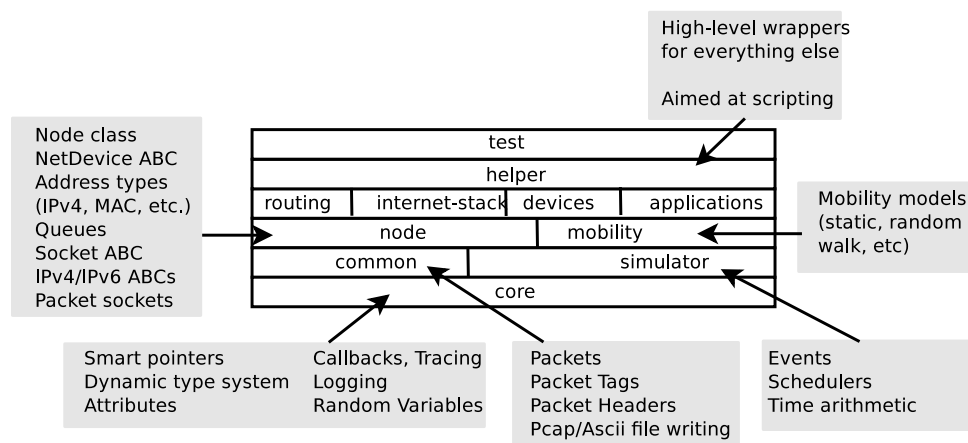 High-level wrappers
for everything else
Aimed at scripting
Node class
NetDevice ABC
Address types
(IPv4, MAC, etc.)
Queues
Socket ABC
IPv4/IPv6 ABCs
Packet sockets
test
helper
routing
internet-stack
devices
applications
node
mobility
common
simulator
core
Mobility models
(static, random
walk, etc)
Smart pointers
Dynamic type system
Attributes
Callbacks, Tracing
Logging
Random Variables
Packets
Packet Tags
Packet Headers
Pcap/Ascii file writing
Events
Schedulers
Time arithmetic